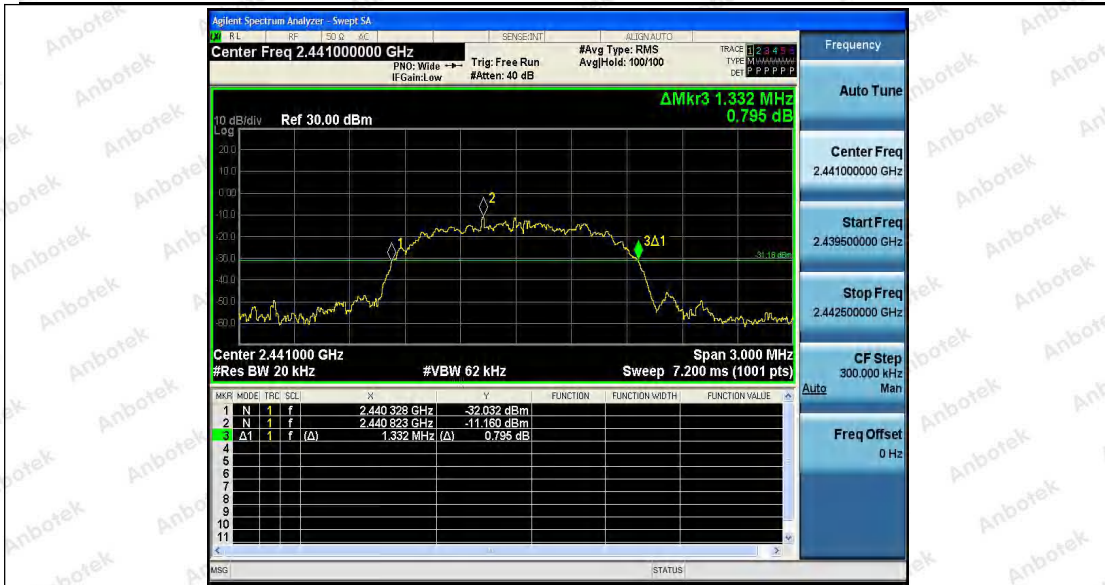 Agilent Spectrum Analyzer - Swept SA
RL RF 50 Ω AC SENSE:INT ALIGNAUTO
Center Freq 2.441000000 GHz
PNO: Wide
IFGain:Low
Trig: Free Run
#Atten: 40 dB
#Avg Type: RMS
Avg|Hold: 100/100
TRACE 1 2 3 4 5 6
TYPE M
DET P P P P P P
ΔMkr3 1.332 MHz
0.795 dB
10 dB/div Ref 30.00 dBm
Log
20.0
10.0
0.00
-10.0
-20.0
-30.0
-40.0
-50.0
-60.0
1
2
3Δ1
-31.16 dBm
Center 2.441000 GHz Span 3.000 MHz
#Res BW 20 kHz #VBW 62 kHz Sweep 7.200 ms (1001 pts)
MKR MODE TRC SCL X Y FUNCTION FUNCTION WIDTH FUNCTION VALUE
1 N 1 f 2.440 328 GHz -32.032 dBm
2 N 1 f 2.440 823 GHz -11.160 dBm
3 Δ1 1 f (Δ) 1.332 MHz (Δ) 0.795 dB
4
5
6
7
8
9
10
11
MSG STATUS
Frequency
Auto Tune
Center Freq
2.441000000 GHz
Start Freq
2.439500000 GHz
Stop Freq
2.442500000 GHz
CF Step
300.000 kHz
Auto Man
Freq Offset
0 Hz
Anbotek